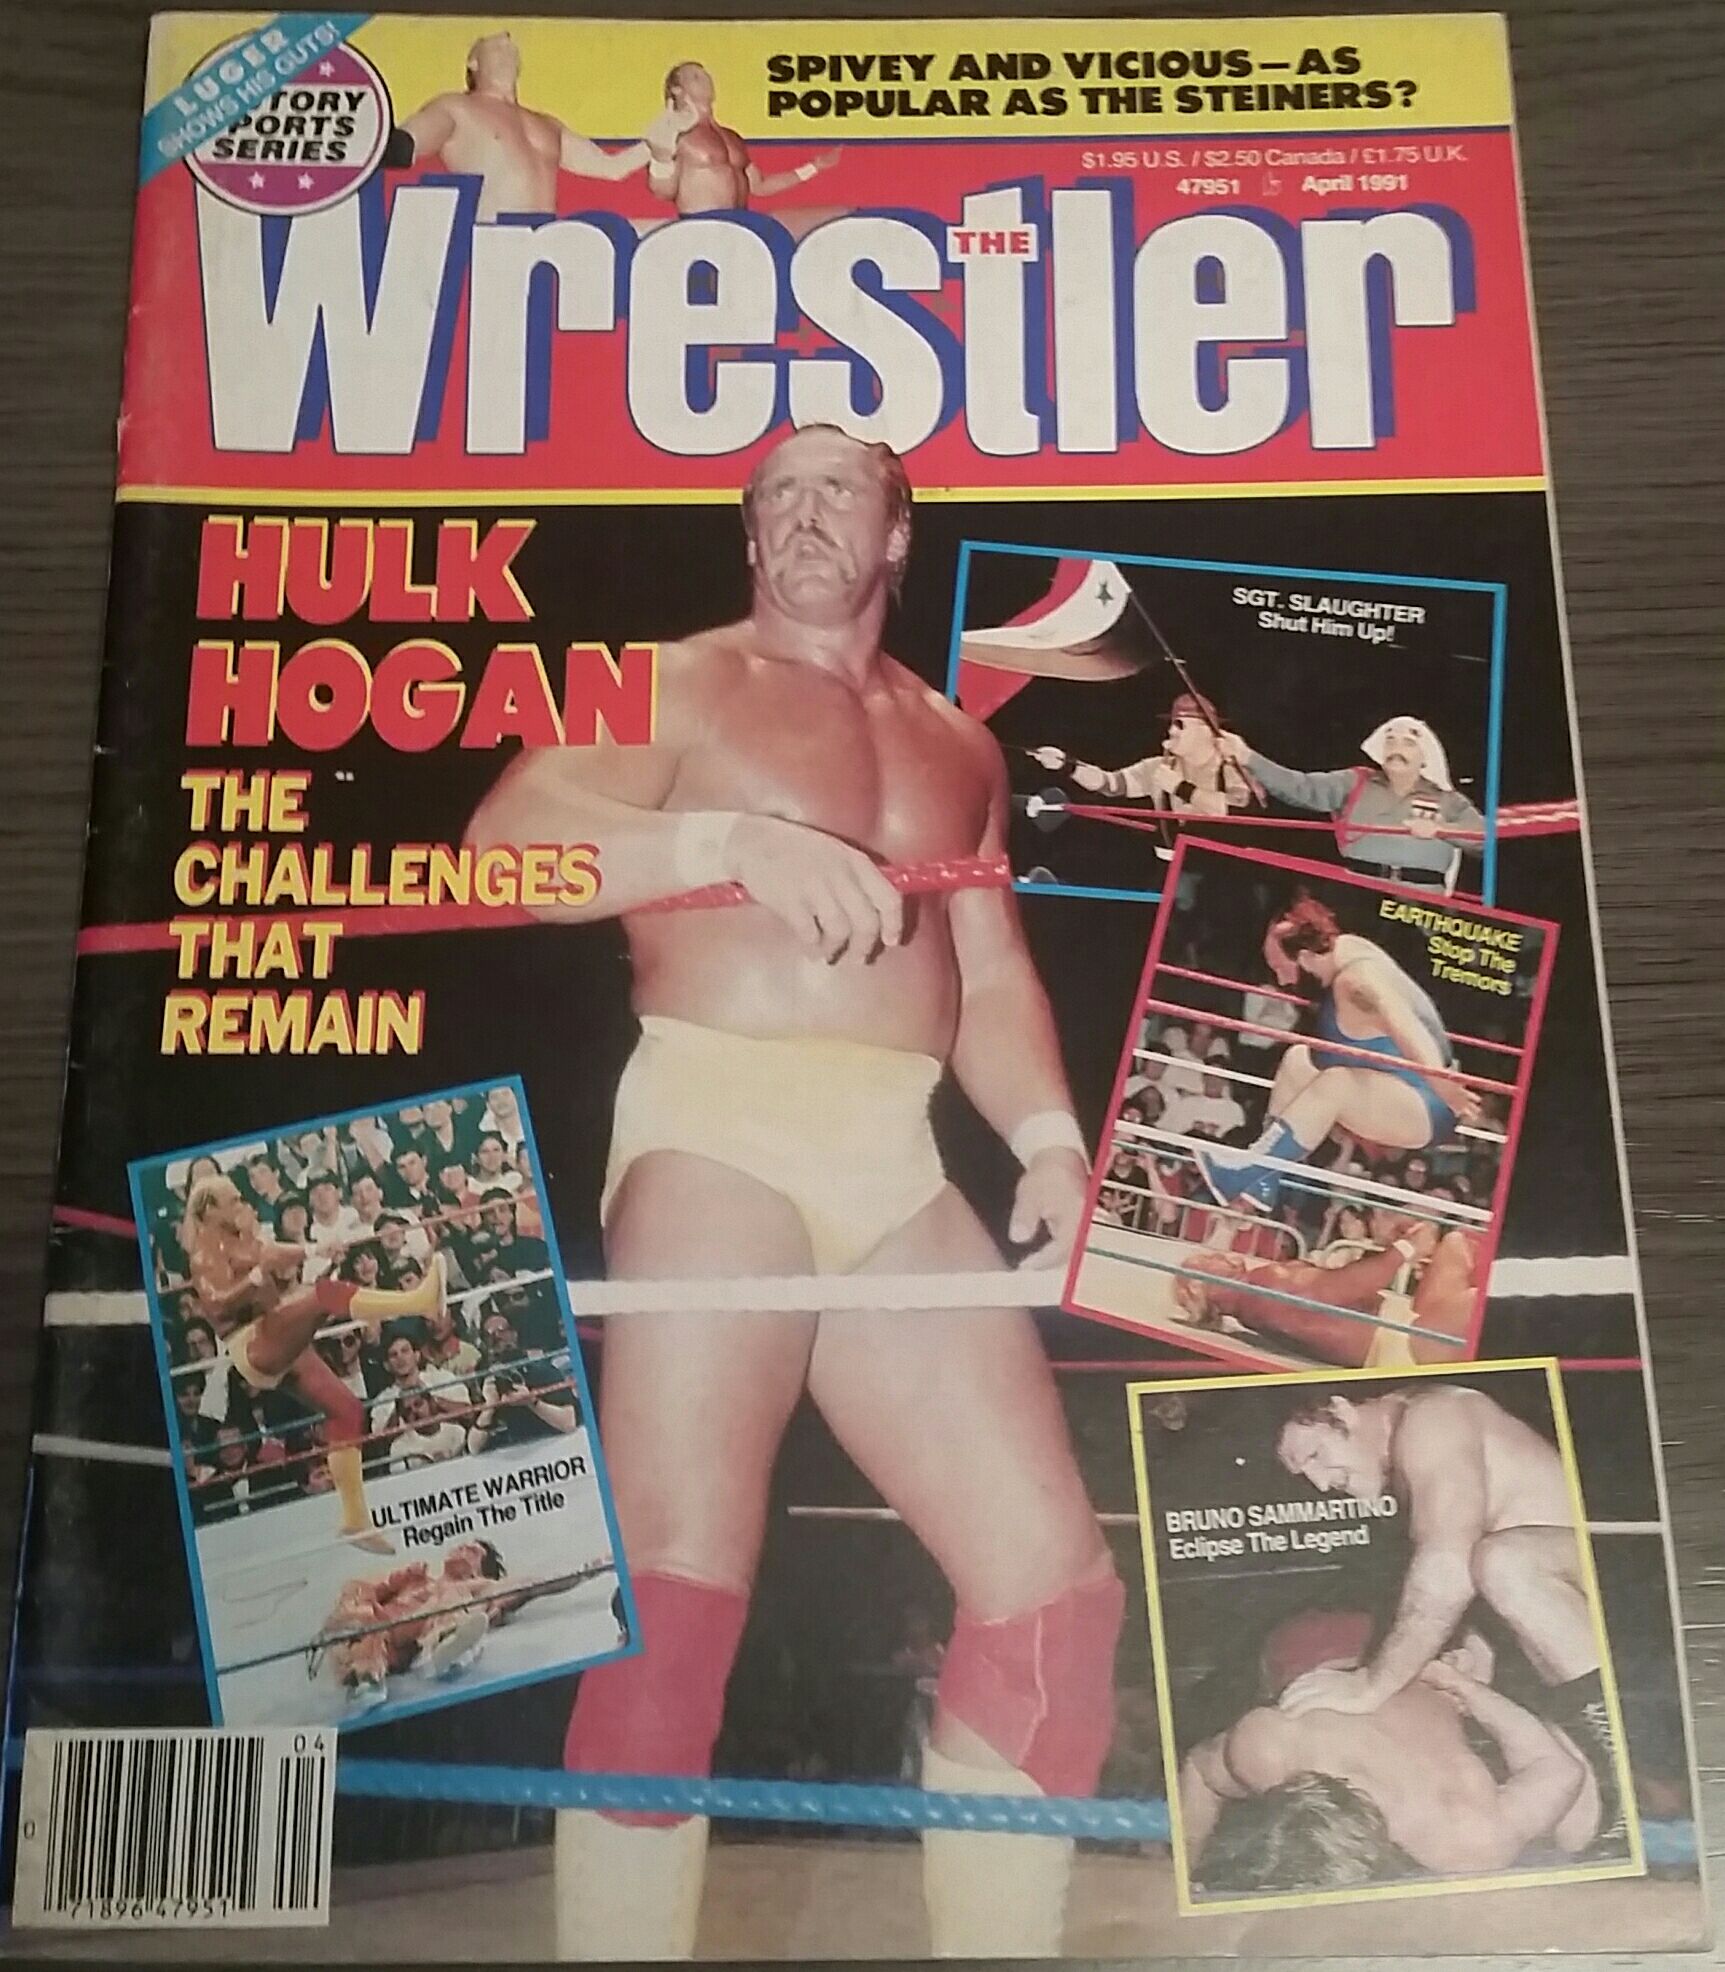 LUGER
SHOWS HIS GUTS!
TORY
PORTS
SERIES
SPIVEY AND VICIOUS—AS
POPULAR AS THE STEINERS?
$1.95 U.S. / $2.50 Canada / £1.75 U.K.
47951
April 1991
THE
Wrestler
HULK
HOGAN
THE
CHALLENGES
THAT
REMAIN
SGT. SLAUGHTER
Shut Him Up!
EARTHQUAKE
Stop The
Tremors
ULTIMATE WARRIOR
Regain The Title
BRUNO SAMMARTINO
Eclipse The Legend
04
0
71896 47951